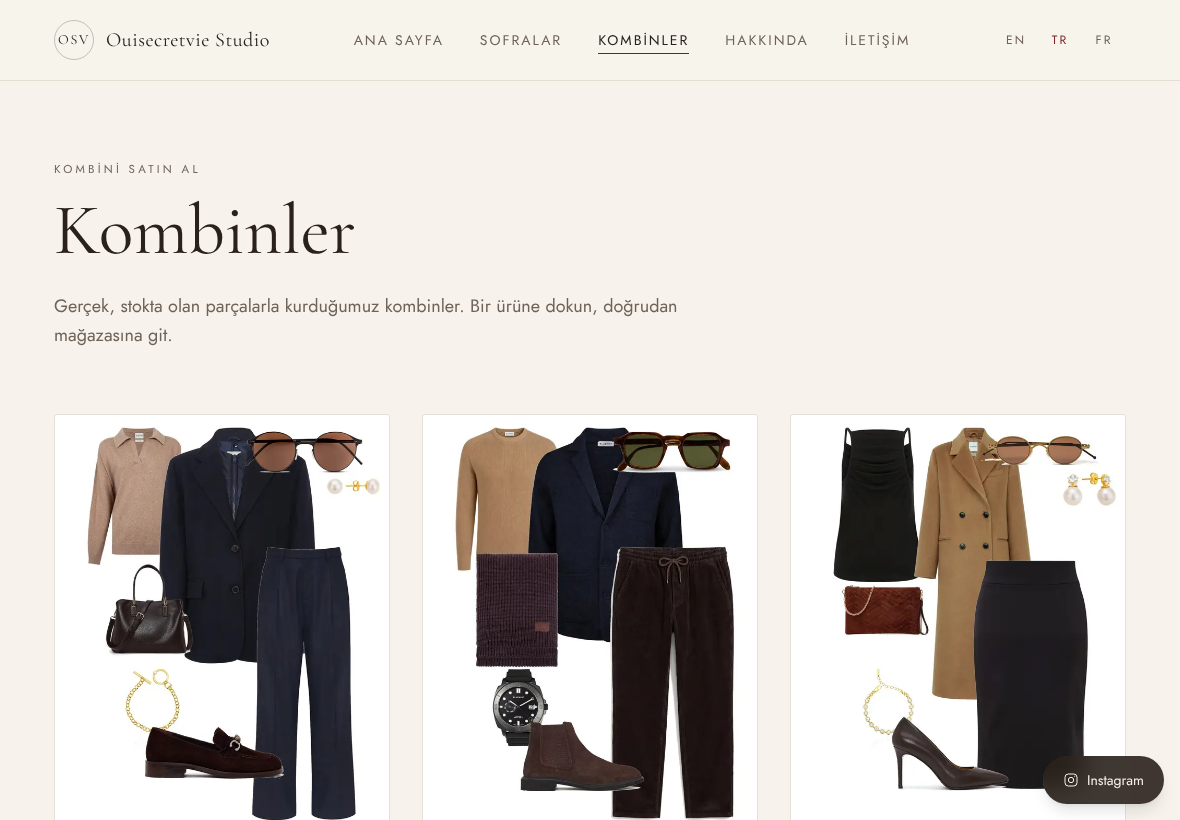 OSV Ouisecretvie Studio
ANA SAYFA SOFRALAR KOMBİNLER HAKKINDA İLETİŞİM
EN TR FR
KOMBİNİ SATIN AL
Kombinler
Gerçek, stokta olan parçalarla kurduğumuz kombinler. Bir ürüne dokun, doğrudan
mağazasına git.
Instagram